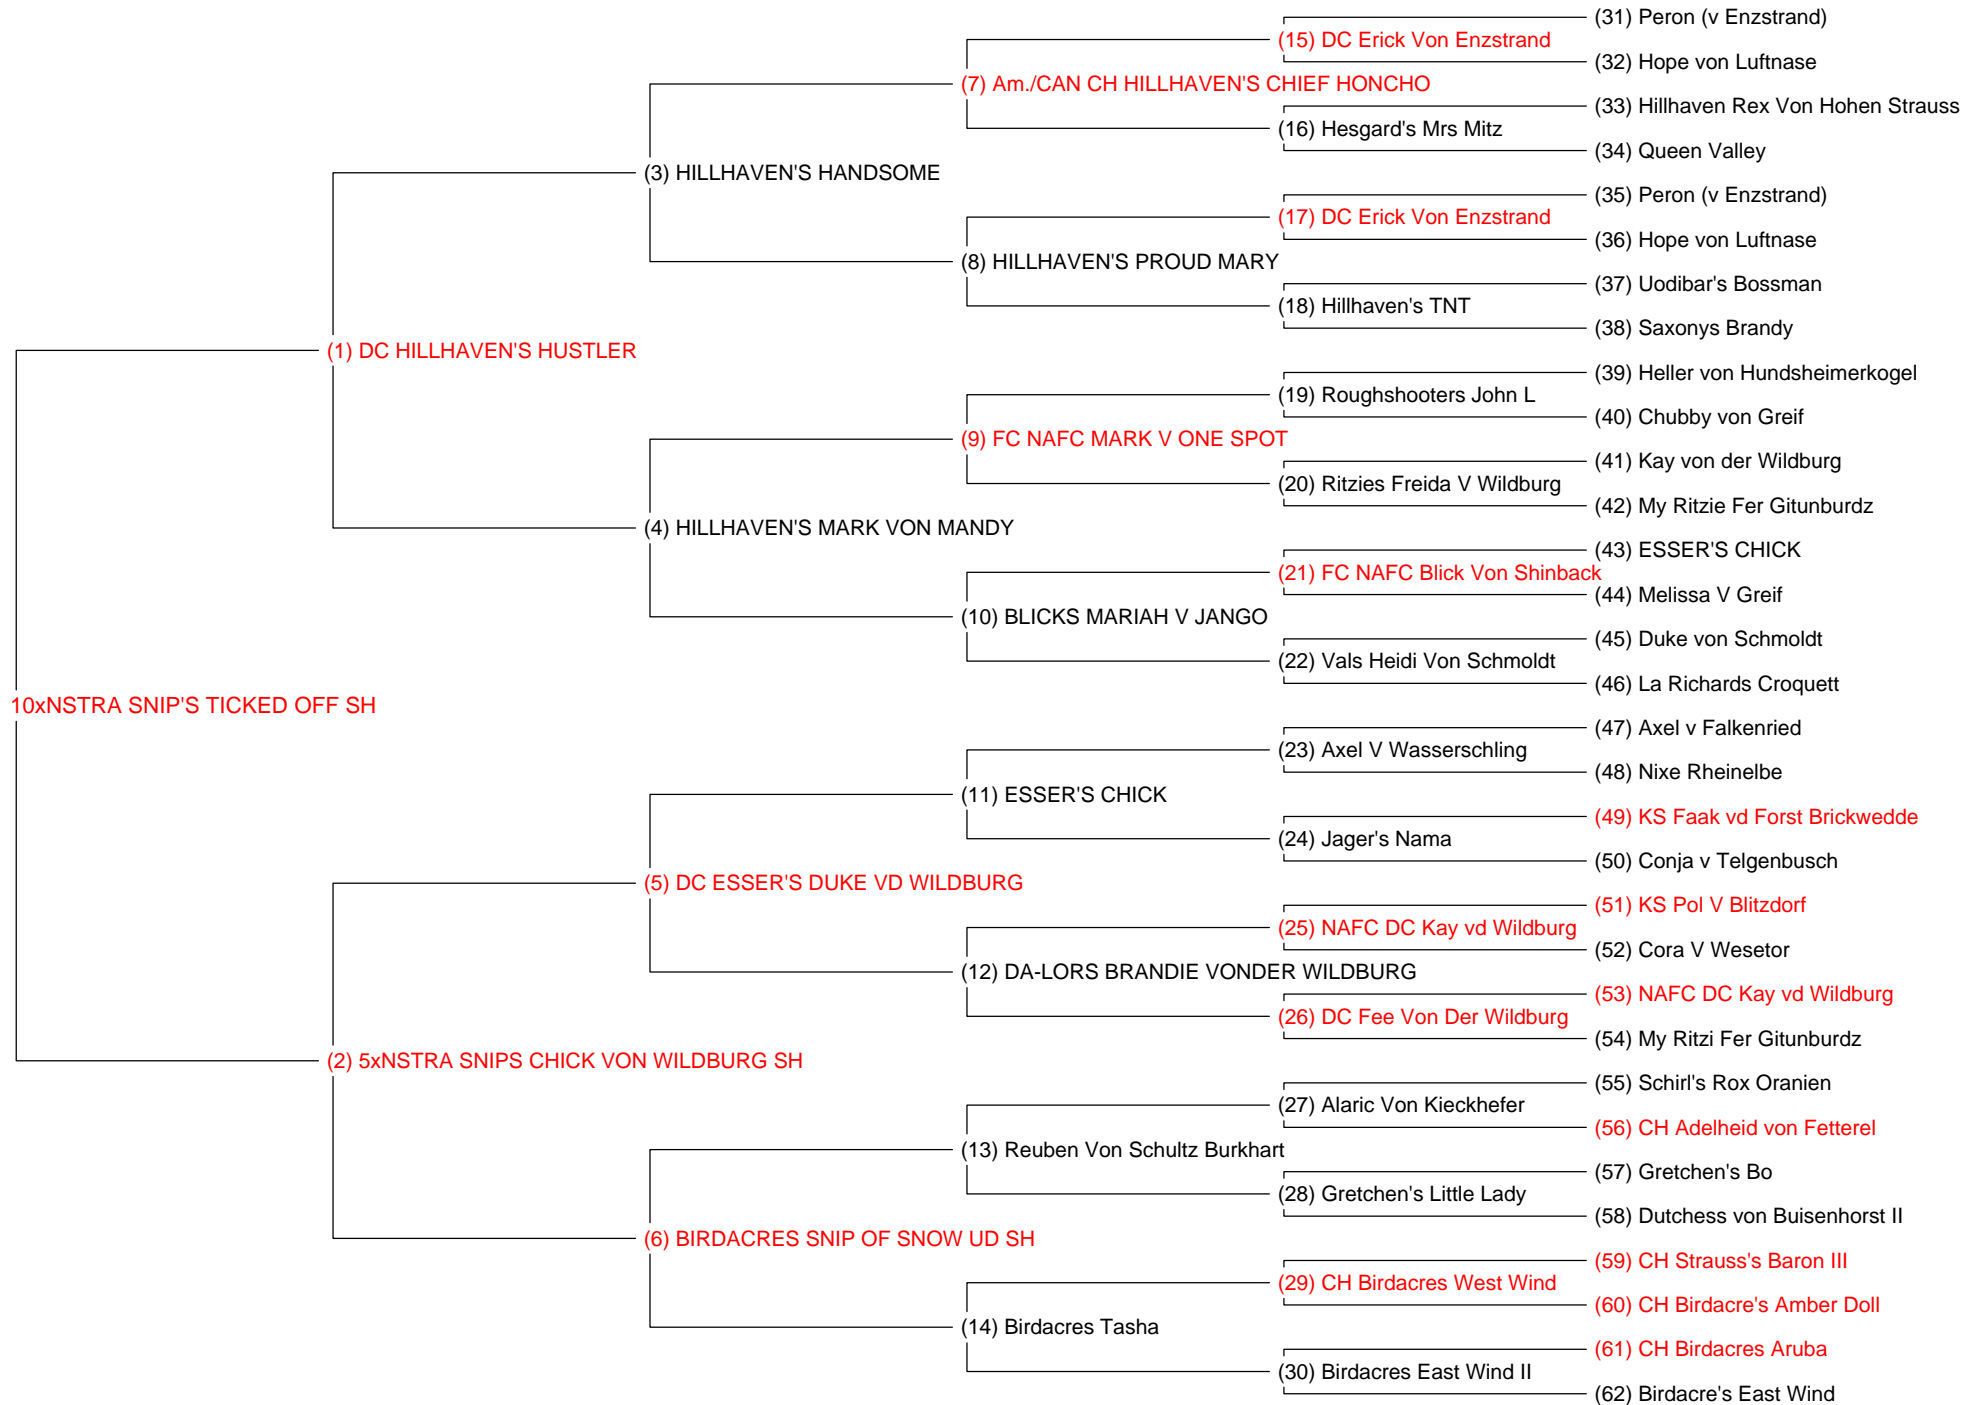 (31) Peron (v Enzstrand)
(15) DC Erick Von Enzstrand
(32) Hope von Luftnase
(7) Am./CAN CH HILLHAVEN'S CHIEF HONCHO
(33) Hillhaven Rex Von Hohen Strauss
(16) Hesgard's Mrs Mitz
(34) Queen Valley
(3) HILLHAVEN'S HANDSOME
(35) Peron (v Enzstrand)
(17) DC Erick Von Enzstrand
(36) Hope von Luftnase
(8) HILLHAVEN'S PROUD MARY
(37) Uodibar's Bossman
(18) Hillhaven's TNT
(38) Saxonys Brandy
(1) DC HILLHAVEN'S HUSTLER
(39) Heller von Hundsheimerkogel
(19) Roughshooters John L
(40) Chubby von Greif
(9) FC NAFC MARK V ONE SPOT
(41) Kay von der Wildburg
(20) Ritzies Freida V Wildburg
(42) My Ritzie Fer Gitunburdz
(4) HILLHAVEN'S MARK VON MANDY
(43) ESSER'S CHICK
(21) FC NAFC Blick Von Shinback
(44) Melissa V Greif
(10) BLICKS MARIAH V JANGO
(45) Duke von Schmoldt
(22) Vals Heidi Von Schmoldt
(46) La Richards Croquett
10xNSTRA SNIP'S TICKED OFF SH
(47) Axel v Falkenried
(23) Axel V Wasserschling
(48) Nixe Rheinelbe
(11) ESSER'S CHICK
(49) KS Faak vd Forst Brickwedde
(24) Jager's Nama
(50) Conja v Telgenbusch
(5) DC ESSER'S DUKE VD WILDBURG
(51) KS Pol V Blitzdorf
(25) NAFC DC Kay vd Wildburg
(52) Cora V Wesetor
(12) DA-LORS BRANDIE VONDER WILDBURG
(53) NAFC DC Kay vd Wildburg
(26) DC Fee Von Der Wildburg
(54) My Ritzi Fer Gitunburdz
(2) 5xNSTRA SNIPS CHICK VON WILDBURG SH
(55) Schirl's Rox Oranien
(27) Alaric Von Kieckhefer
(56) CH Adelheid von Fetterel
(13) Reuben Von Schultz Burkhart
(57) Gretchen's Bo
(28) Gretchen's Little Lady
(58) Dutchess von Buisenhorst II
(6) BIRDACRES SNIP OF SNOW UD SH
(59) CH Strauss's Baron III
(29) CH Birdacres West Wind
(60) CH Birdacre's Amber Doll
(14) Birdacres Tasha
(61) CH Birdacres Aruba
(30) Birdacres East Wind II
(62) Birdacre's East Wind